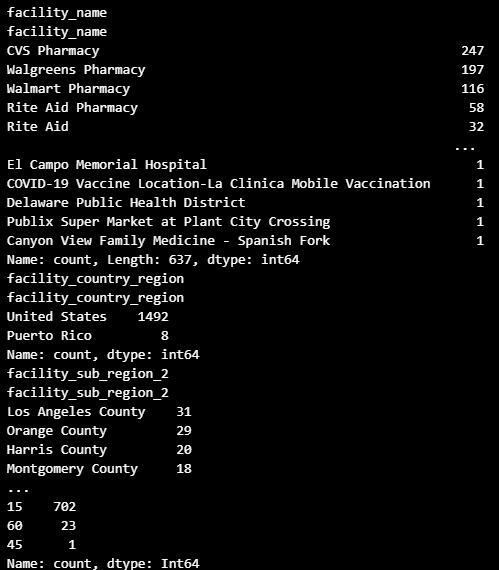 facility_name
facility_name
CVS Pharmacy 247
Walgreens Pharmacy 197
Walmart Pharmacy 116
Rite Aid Pharmacy 58
Rite Aid 32
...
El Campo Memorial Hospital 1
COVID-19 Vaccine Location-La Clinica Mobile Vaccination 1
Delaware Public Health District 1
Publix Super Market at Plant City Crossing 1
Canyon View Family Medicine - Spanish Fork 1
Name: count, Length: 637, dtype: int64
facility_country_region
facility_country_region
United States 1492
Puerto Rico 8
Name: count, dtype: int64
facility_sub_region_2
facility_sub_region_2
Los Angeles County 31
Orange County 29
Harris County 20
Montgomery County 18
...
15 702
60 23
45 1
Name: count, dtype: Int64